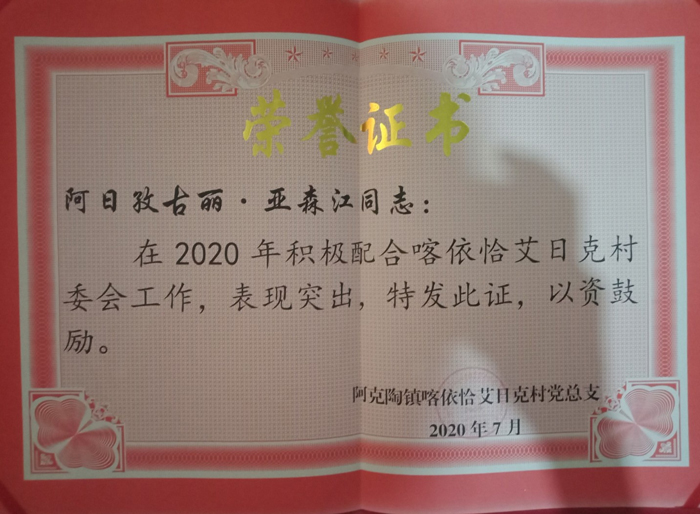 荣誉证书
阿日孜古丽·亚森江同志：
在2020年积极配合喀依恰艾日克村
委会工作，表现突出，特发此证，以资鼓
励。
阿克陶镇喀依恰艾日克村党总支
2020年7月